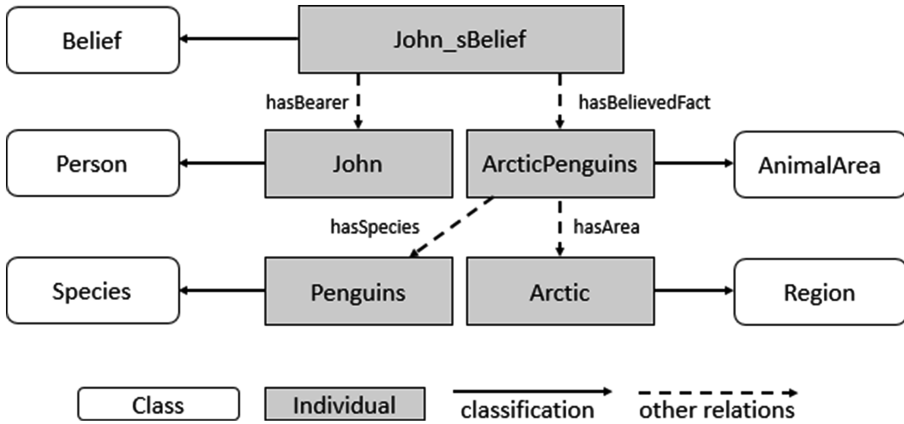 Belief
John_sBelief
hasBearer
hasBelievedFact
Person
John
ArcticPenguins
AnimalArea
hasSpecies
hasArea
Species
Penguins
Arctic
Region
Class
Individual
classification
other relations